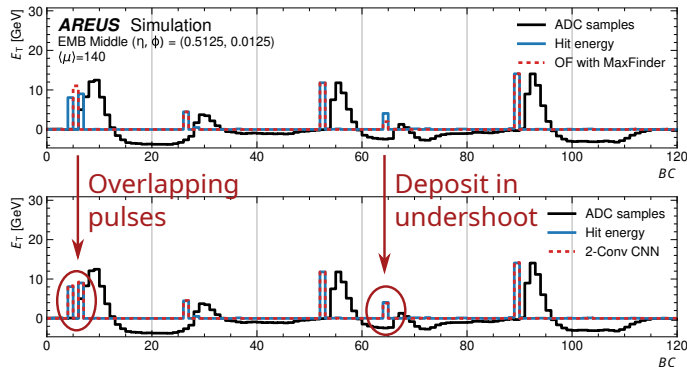 AREUS Simulation
EMB Middle (η, ϕ) = (0.5125, 0.0125)
⟨μ⟩=140
ADC samples
Hit energy
OF with MaxFinder
E_T [GeV]
30
20
10
0
0 20 40 60 80 100 120
BC
Overlapping
pulses
Deposit in
undershoot
ADC samples
Hit energy
2-Conv CNN
E_T [GeV]
30
20
10
0
0 20 40 60 80 100 120
BC